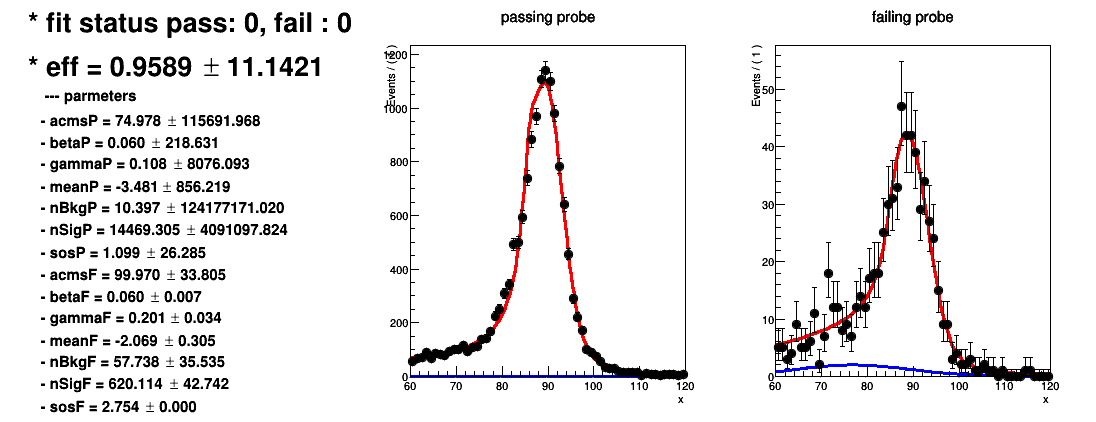 * fit status pass: 0, fail : 0
* eff = 0.9589 ± 11.1421
--- parmeters
- acmsP = 74.978 ± 115691.968
- betaP = 0.060 ± 218.631
- gammaP = 0.108 ± 8076.093
- meanP = -3.481 ± 856.219
- nBkgP = 10.397 ± 124177171.020
- nSigP = 14469.305 ± 4091097.824
- sosP = 1.099 ± 26.285
- acmsF = 99.970 ± 33.805
- betaF = 0.060 ± 0.007
- gammaF = 0.201 ± 0.034
- meanF = -2.069 ± 0.305
- nBkgF = 57.738 ± 35.535
- nSigF = 620.114 ± 42.742
- sosF = 2.754 ± 0.000
passing probe
Events / ( 1 )
1200
1000
800
600
400
200
0
60 70 80 90 100 110 120
x
failing probe
Events / ( 1 )
50
40
30
20
10
0
60 70 80 90 100 110 120
x